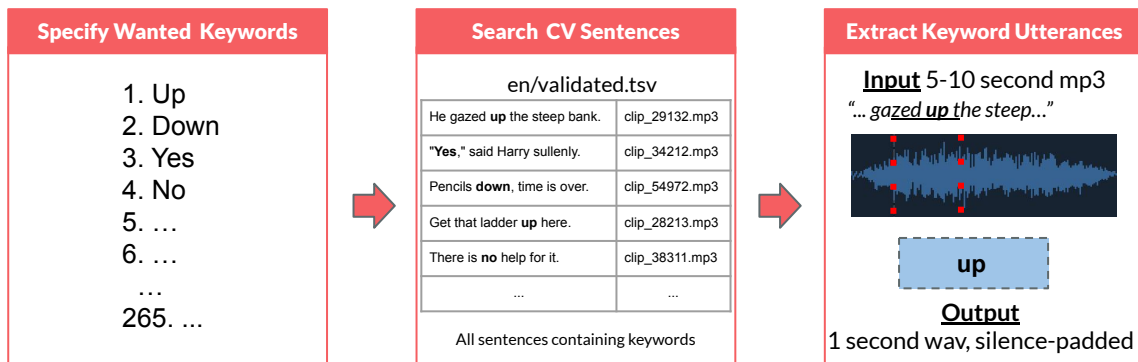 Specify Wanted Keywords
1. Up
2. Down
3. Yes
4. No
5. ...
6. ...
...
265. ...
Search CV Sentences
en/validated.tsv
He gazed up the steep bank. clip_29132.mp3
"Yes," said Harry sullenly. clip_34212.mp3
Pencils down, time is over. clip_54972.mp3
Get that ladder up here. clip_28213.mp3
There is no help for it. clip_38311.mp3
... ...
All sentences containing keywords
Extract Keyword Utterances
Input 5-10 second mp3
“... gazed up the steep...”
up
Output
1 second wav, silence-padded